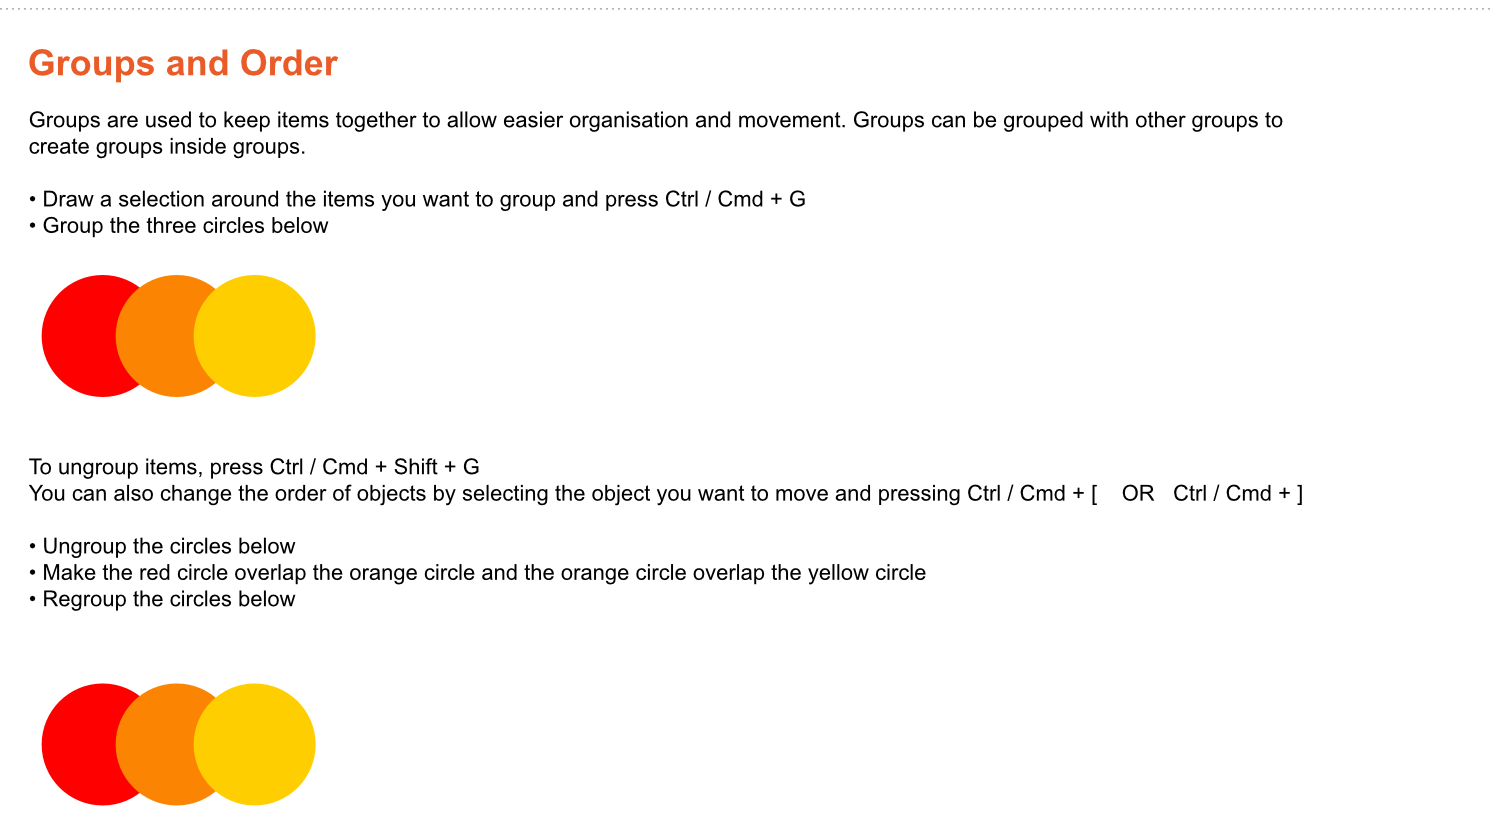 Groups and Order
Groups are used to keep items together to allow easier organisation and movement. Groups can be grouped with other groups to
create groups inside groups.
• Draw a selection around the items you want to group and press Ctrl / Cmd + G
• Group the three circles below
To ungroup items, press Ctrl / Cmd + Shift + G
You can also change the order of objects by selecting the object you want to move and pressing Ctrl / Cmd + [    OR   Ctrl / Cmd + ]
• Ungroup the circles below
• Make the red circle overlap the orange circle and the orange circle overlap the yellow circle
• Regroup the circles below